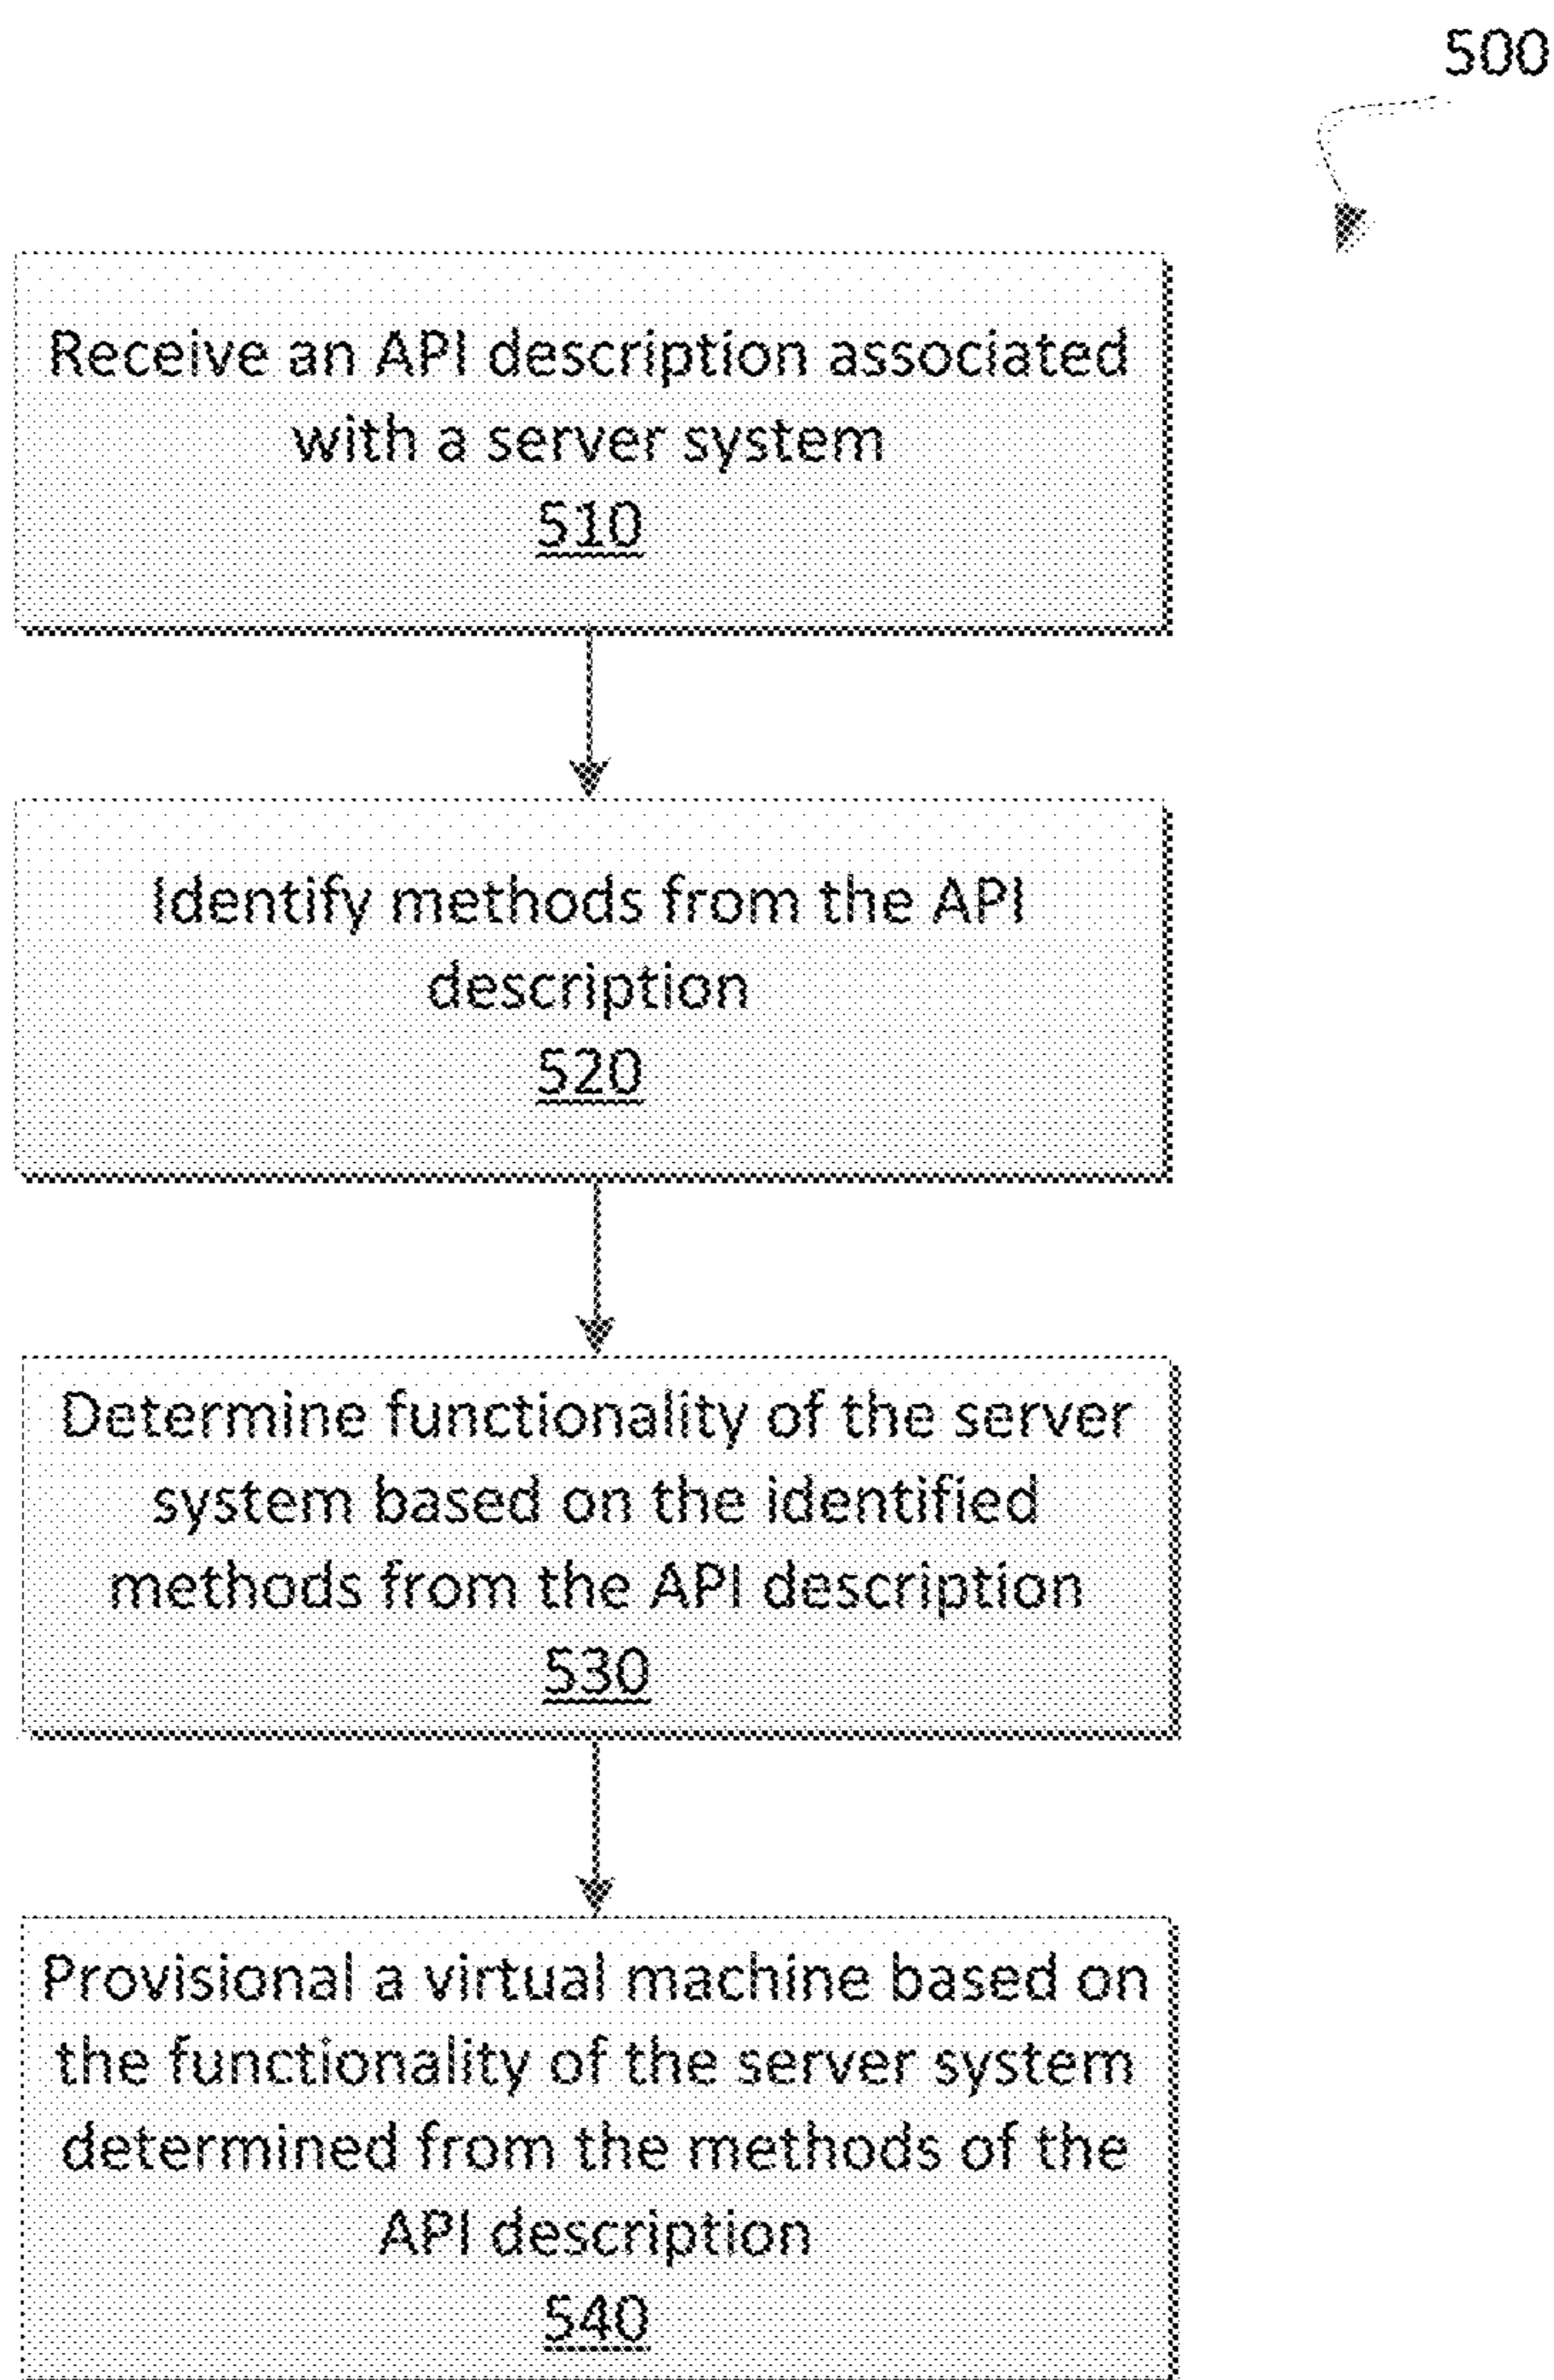 500
Receive an API description associated
with a server system
510
Identify methods from the API
description
520
Determine functionality of the server
system based on the identified
methods from the API description
530
Provisional a virtual machine based on
the functionality of the server system
determined from the methods of the
API description
540